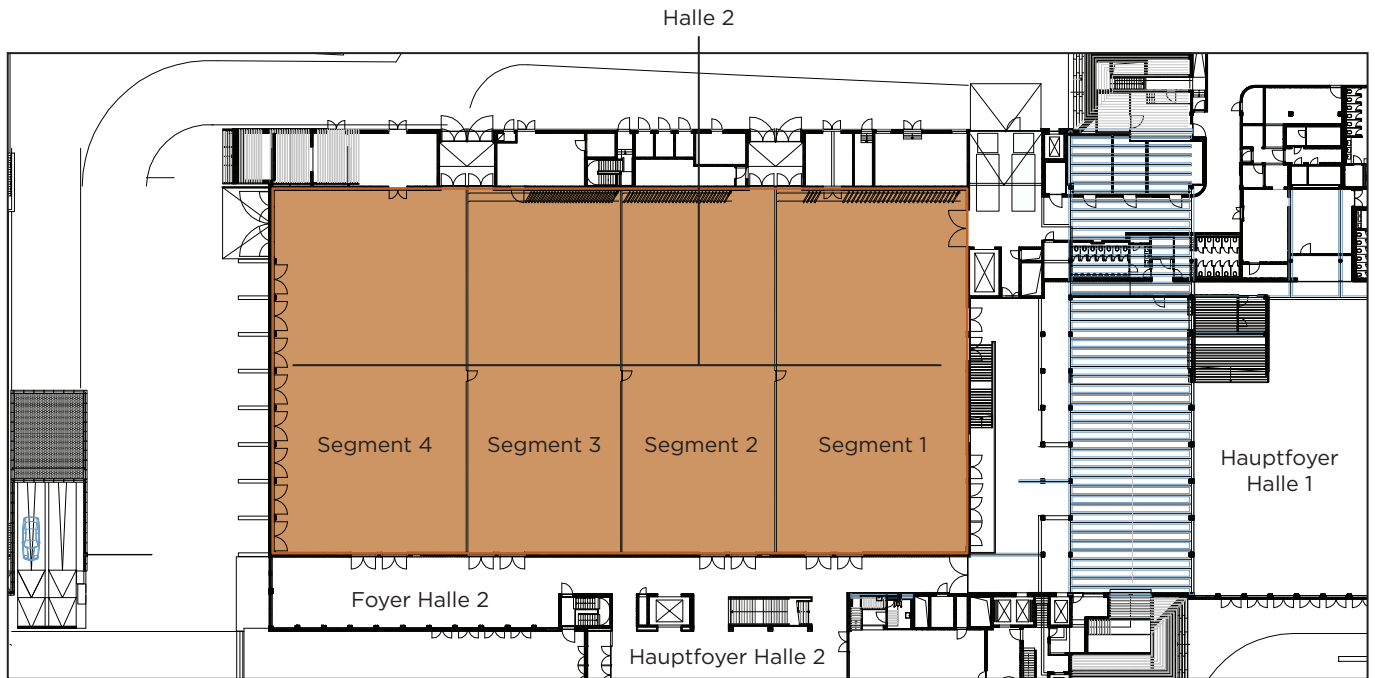 Halle 2
Segment 4
Segment 3
Segment 2
Segment 1
Hauptfoyer
Halle 1
Foyer Halle 2
Hauptfoyer Halle 2